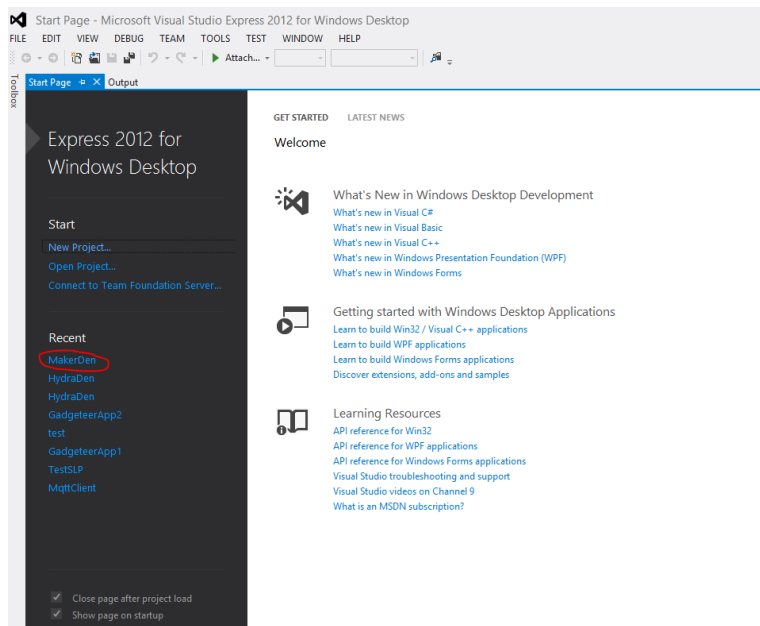 Start Page - Microsoft Visual Studio Express 2012 for Windows Desktop
FILE EDIT VIEW DEBUG TEAM TOOLS TEST WINDOW HELP
Attach...
Toolbox
Start Page Output
Express 2012 for
Windows Desktop
Start
New Project...
Open Project...
Connect to Team Foundation Server...
Recent
MakerDen
HydraDen
HydraDen
GadgeteerApp2
test
GadgeteerApp1
TestSLP
MqttClient
Close page after project load
Show page on startup
GET STARTED LATEST NEWS
Welcome
What's New in Windows Desktop Development
What's new in Visual C#
What's new in Visual Basic
What's new in Visual C++
What's new in Windows Presentation Foundation (WPF)
What's new in Windows Forms
Getting started with Windows Desktop Applications
Learn to build Win32 / Visual C++ applications
Learn to build WPF applications
Learn to build Windows Forms applications
Discover extensions, add-ons and samples
Learning Resources
API reference for Win32
API reference for WPF applications
API reference for Windows Forms applications
Visual Studio troubleshooting and support
Visual Studio videos on Channel 9
What is an MSDN subscription?